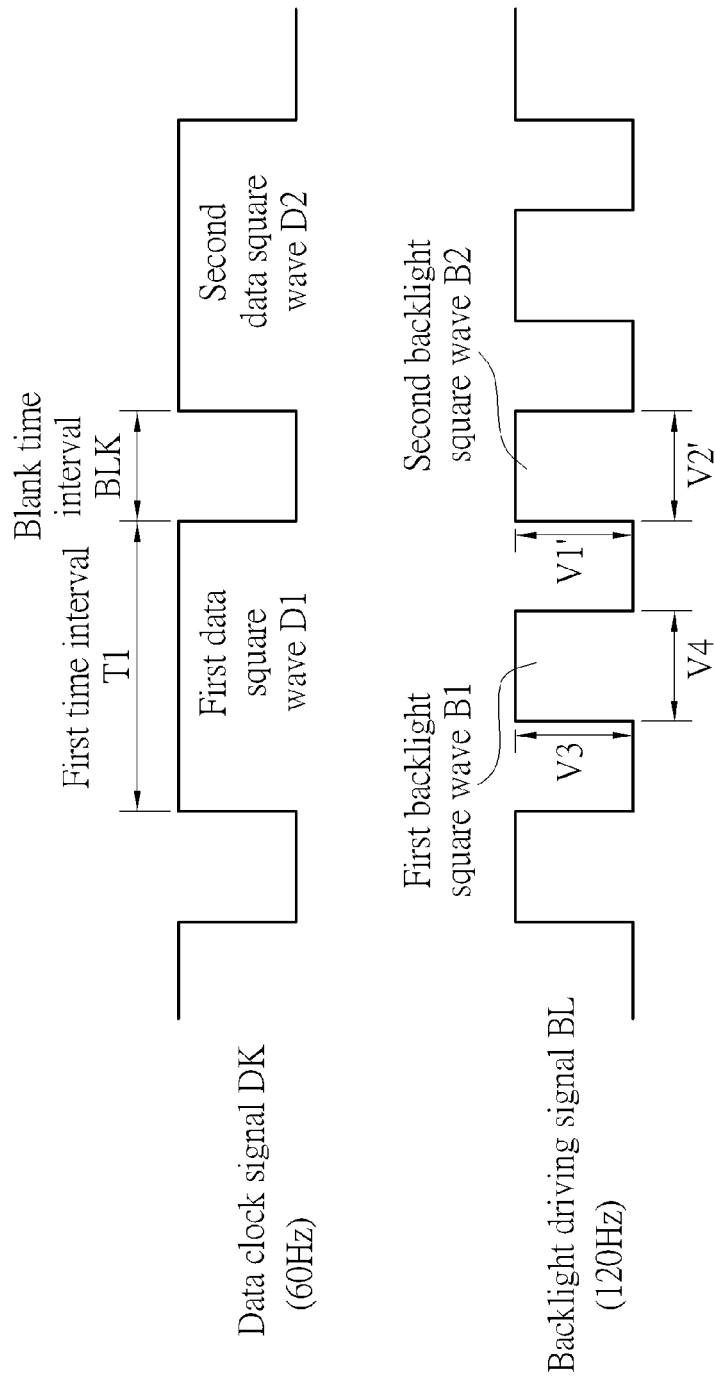 First time interval
T1
Blank time
interval
BLK
Data clock signal DK
(60Hz)
First data
square
wave D1
Second
data square
wave D2
Backlight driving signal BL
(120Hz)
First backlight
square wave B1
Second backlight
square wave B2
V3
V1'
V4
V2'